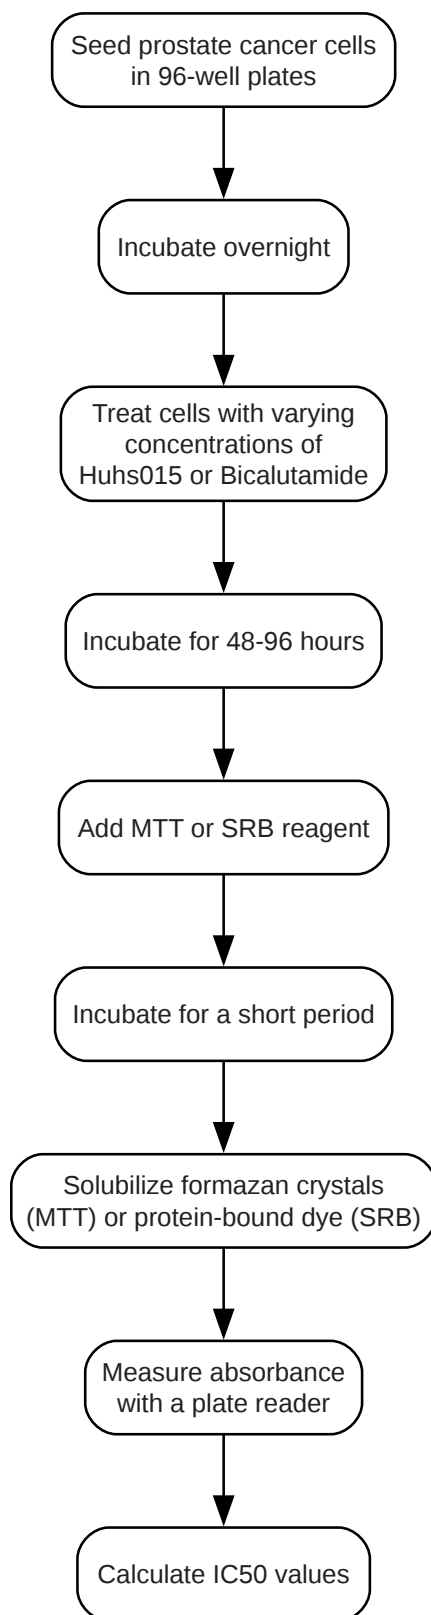 Seed prostate cancer cells
in 96-well plates
Incubate overnight
Treat cells with varying
concentrations of
Huhs015 or Bicalutamide
Incubate for 48-96 hours
Add MTT or SRB reagent
Incubate for a short period
Solubilize formazan crystals
(MTT) or protein-bound dye (SRB)
Measure absorbance
with a plate reader
Calculate IC50 values